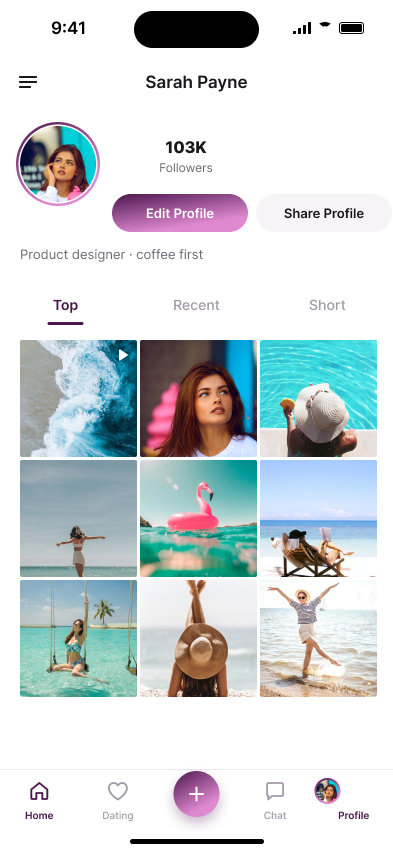 9:41
Sarah Payne
103K
Followers
Edit Profile
Share Profile
Product designer · coffee first
Top
Recent
Short
Home
Dating
Chat
Profile